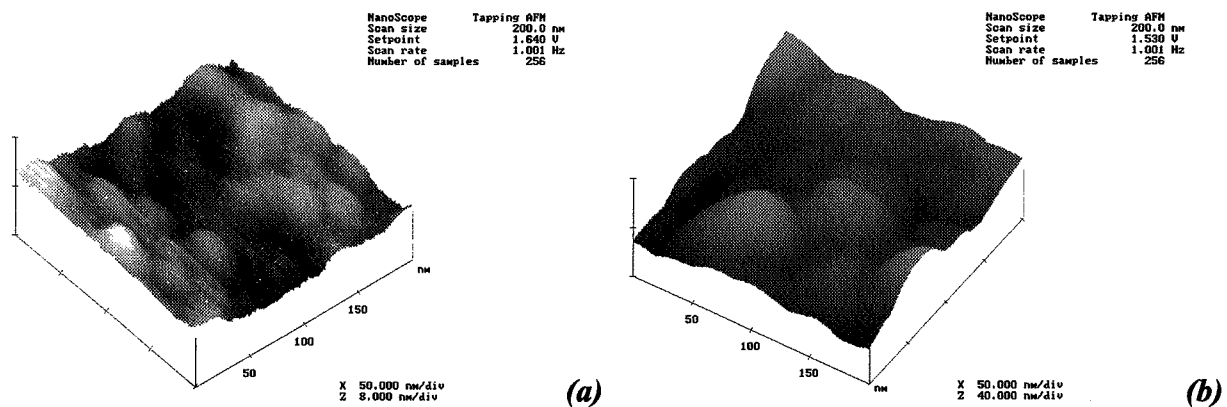 NanoScope Tapping AFM
Scan size 200.0 nm
Setpoint 1.640 V
Scan rate 1.001 Hz
Number of samples 256
nm
150
100
50
X 50.000 nm/div
Z 8.000 nm/div
(a)
NanoScope Tapping AFM
Scan size 200.0 nm
Setpoint 1.530 V
Scan rate 1.001 Hz
Number of samples 256
50
100
150
nm
X 50.000 nm/div
Z 40.000 nm/div
(b)